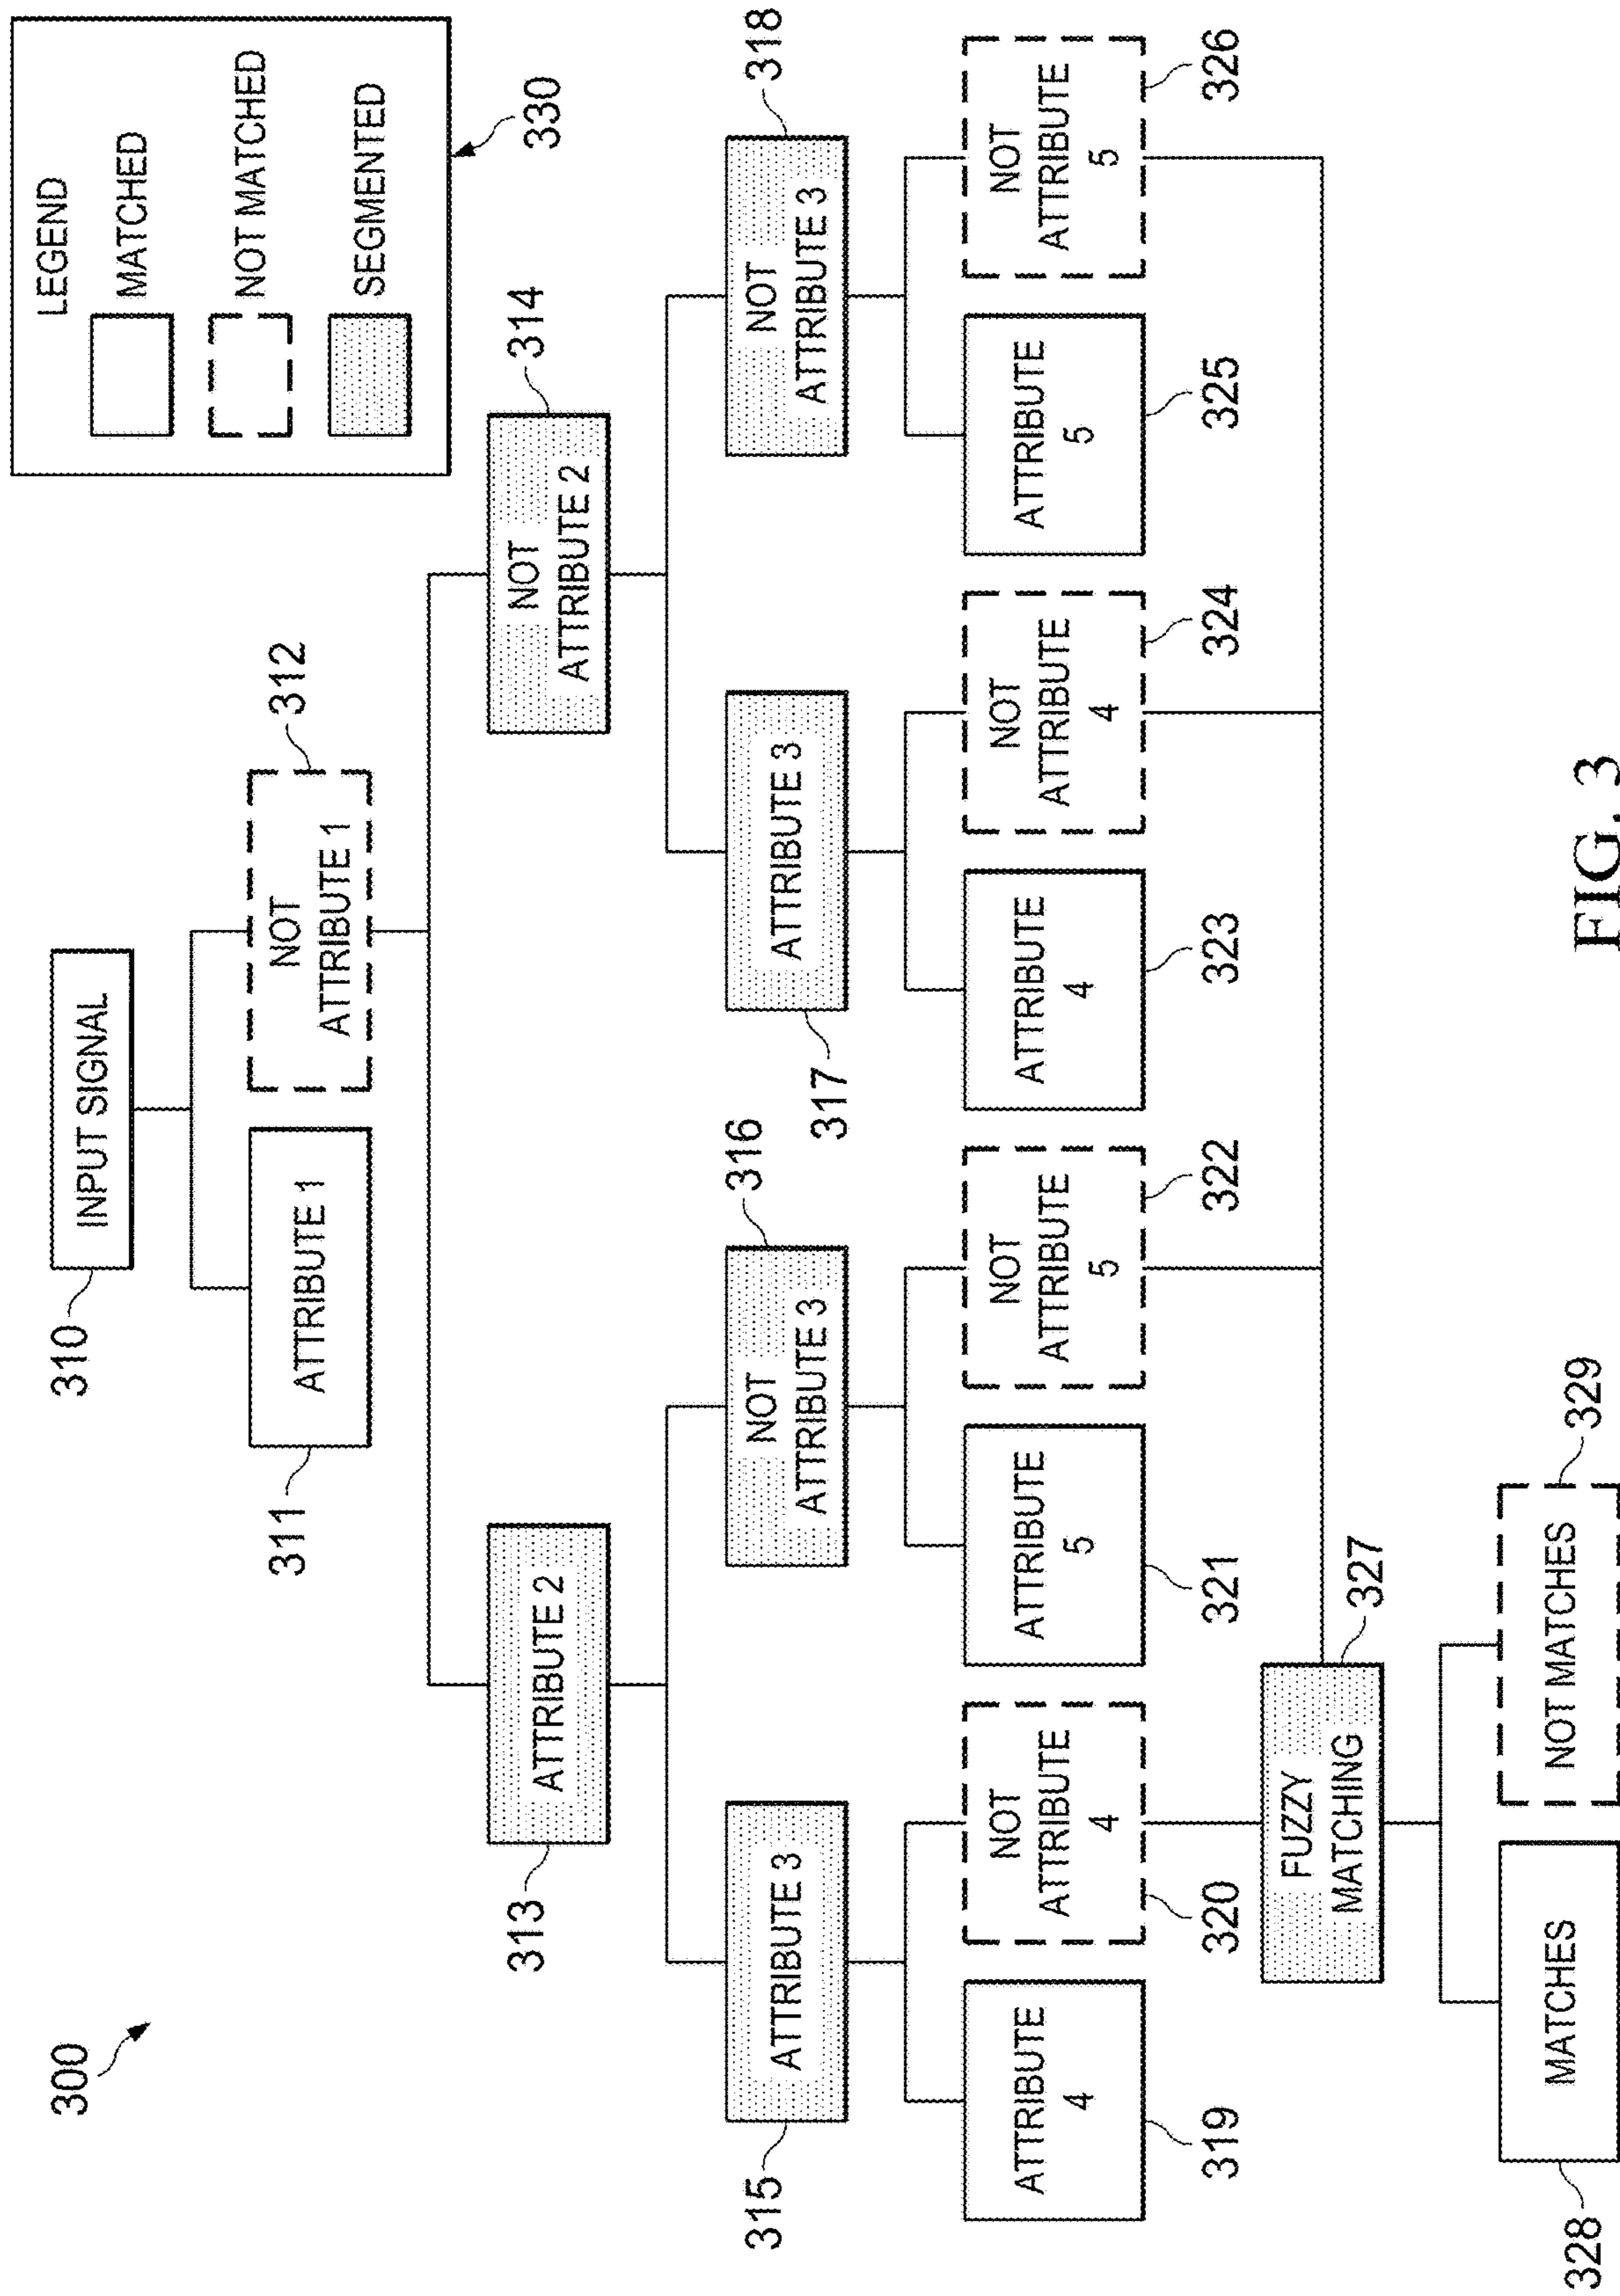 300
LEGEND
MATCHED
NOT MATCHED
SEGMENTED
330
310
INPUT SIGNAL
311
ATTRIBUTE 1
NOT
ATTRIBUTE 1
312
313
ATTRIBUTE 2
NOT
ATTRIBUTE 2
314
315
ATTRIBUTE 3
NOT
ATTRIBUTE 3
316
317
ATTRIBUTE 3
NOT
ATTRIBUTE 3
318
ATTRIBUTE
4
319
NOT
ATTRIBUTE
4
320
ATTRIBUTE
5
321
NOT
ATTRIBUTE
5
322
ATTRIBUTE
4
323
NOT
ATTRIBUTE
4
324
ATTRIBUTE
5
325
NOT
ATTRIBUTE
5
326
FUZZY
MATCHING
327
328
MATCHES
NOT MATCHES
329
FIG. 3